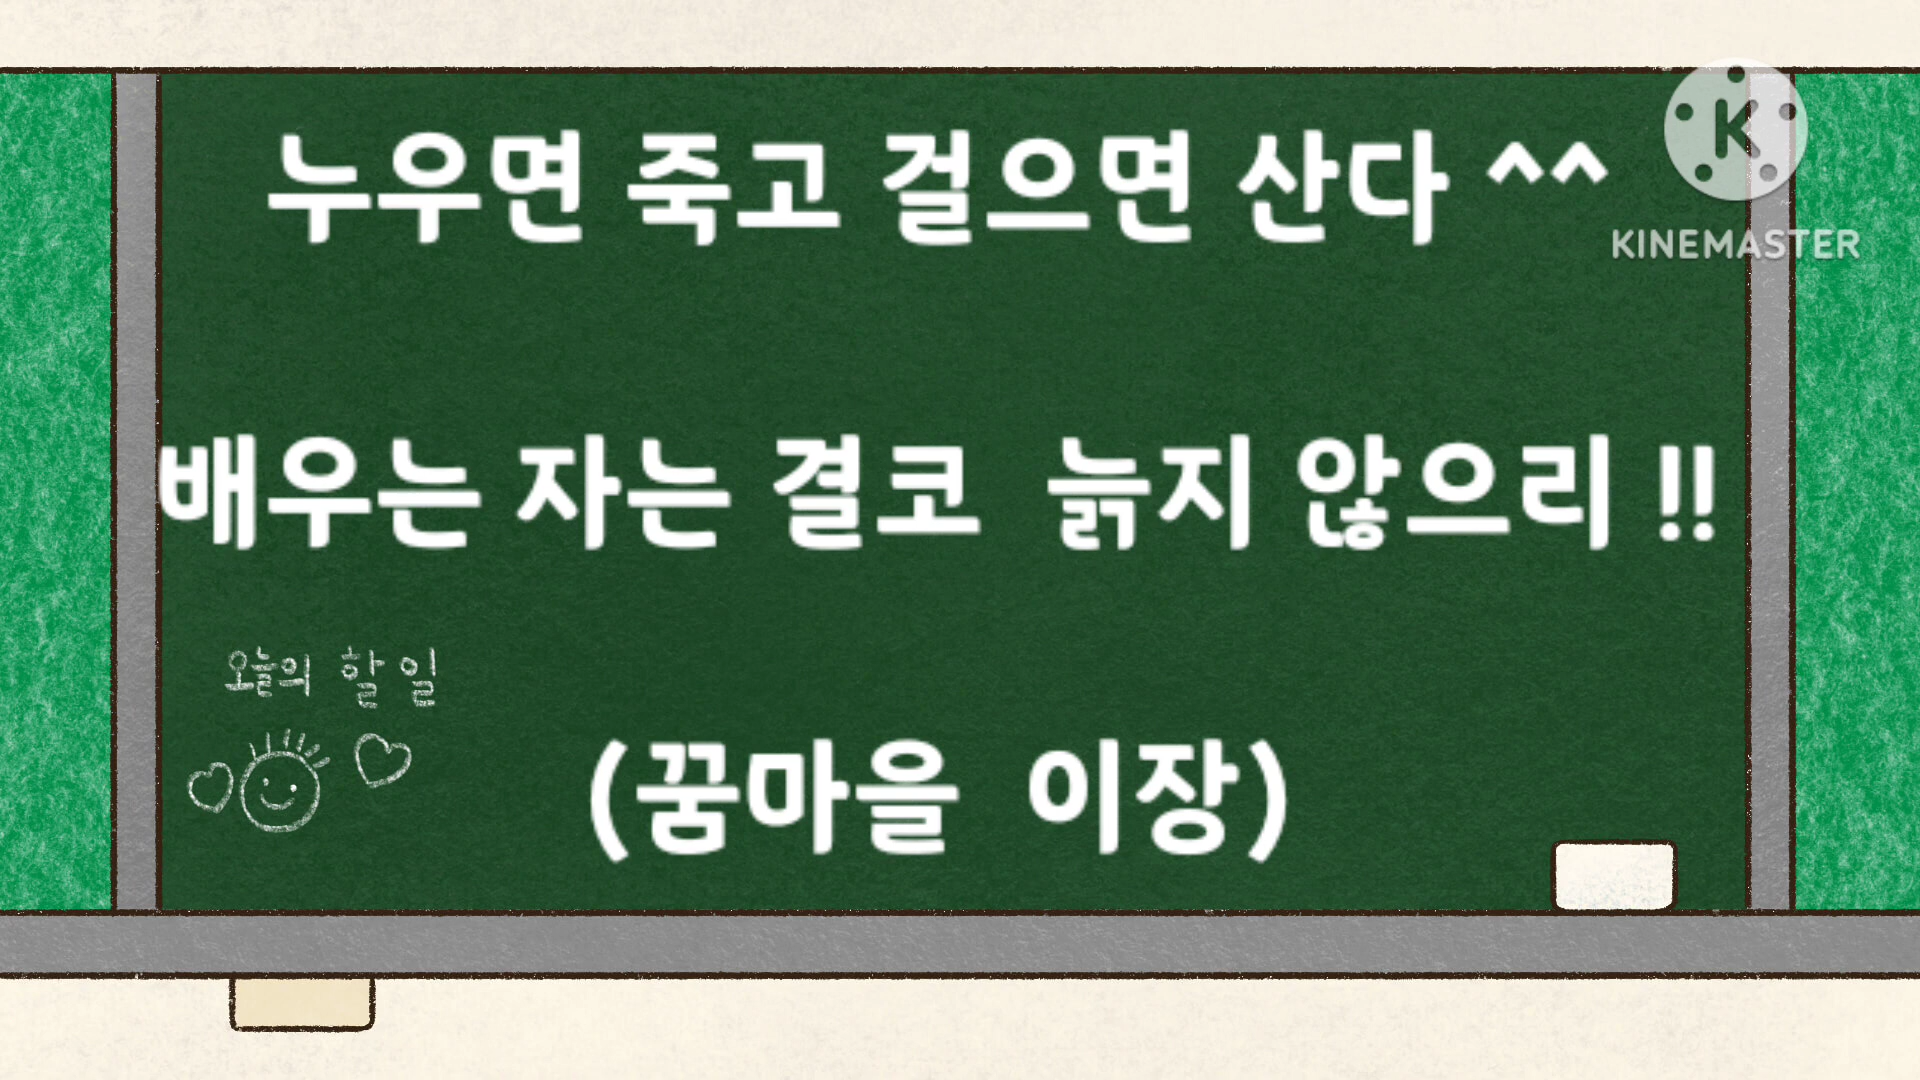 누우면 죽고 걸으면 산다 ^^
K
KINEMASTER
배우는 자는 결코 늙지 않으리 !!
오늘의 할 일
(꿈마을 이장)